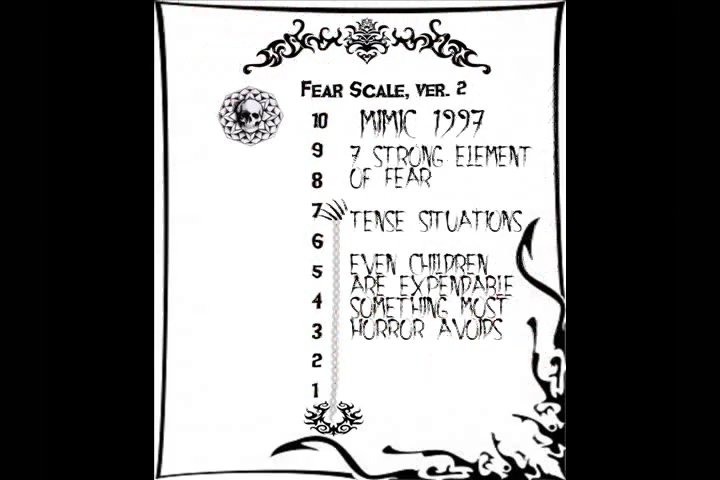 FEAR SCALE, VER. 2
10 MIMIC 1997
9 7 STRONG ELEMENT
8 OF FEAR
7 TENSE SITUATIONS
6
5 EVEN CHILDREN
ARE EXPENDABLE
4 SOMETHING MOST
3 HORROR AVOIDS
2
1